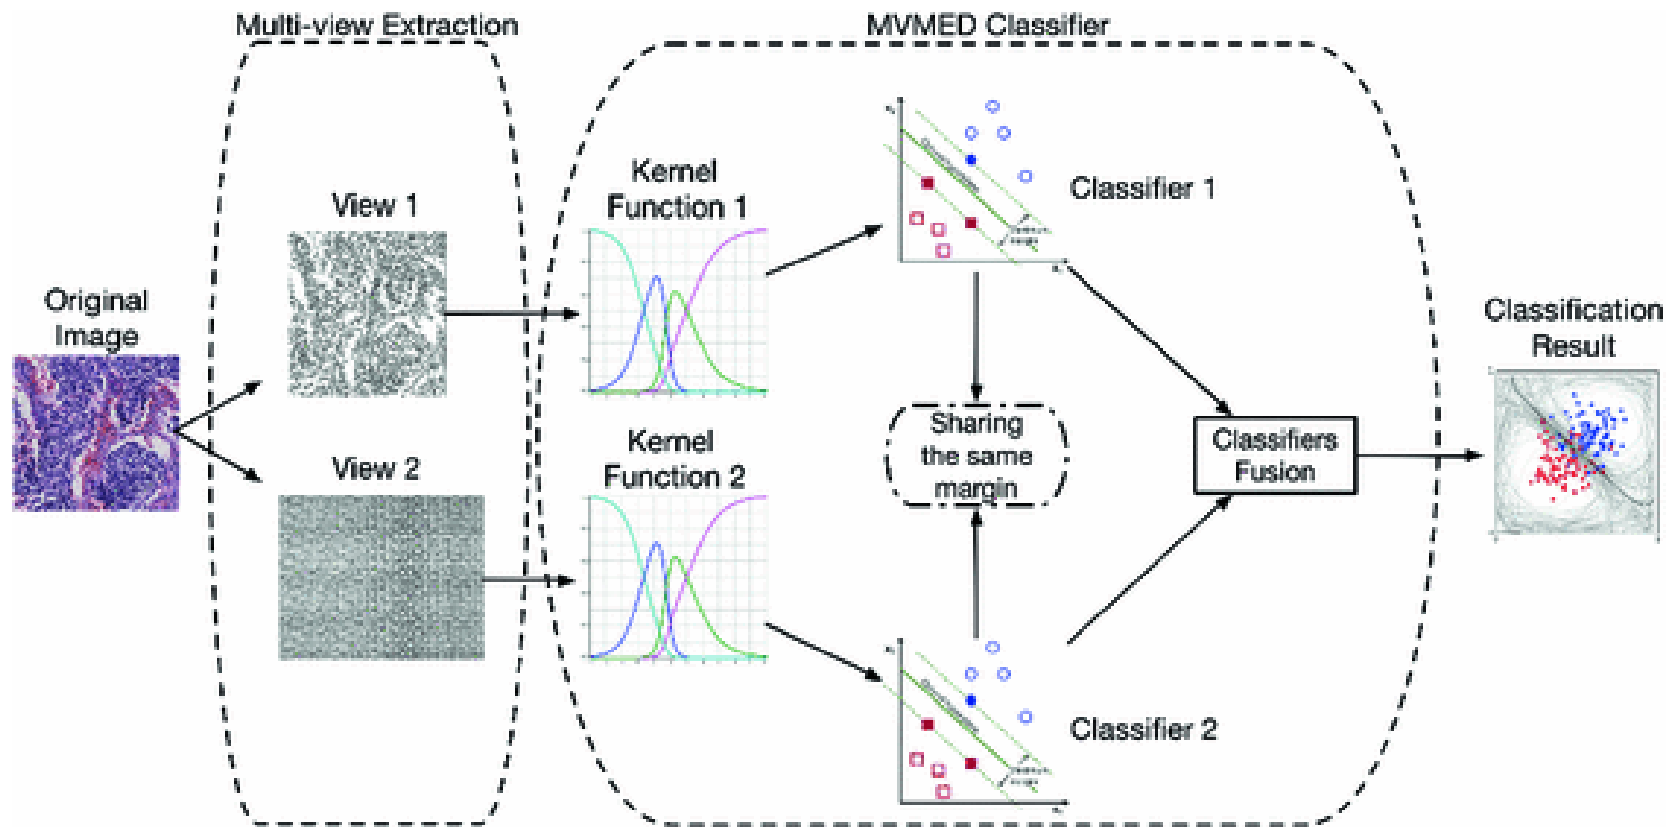 Multi-view Extraction
MVMED Classifier
Original
Image
View 1
View 2
Kernel
Function 1
Kernel
Function 2
Classifier 1
Sharing
the same
margin
Classifier 2
Classifiers
Fusion
Classification
Result